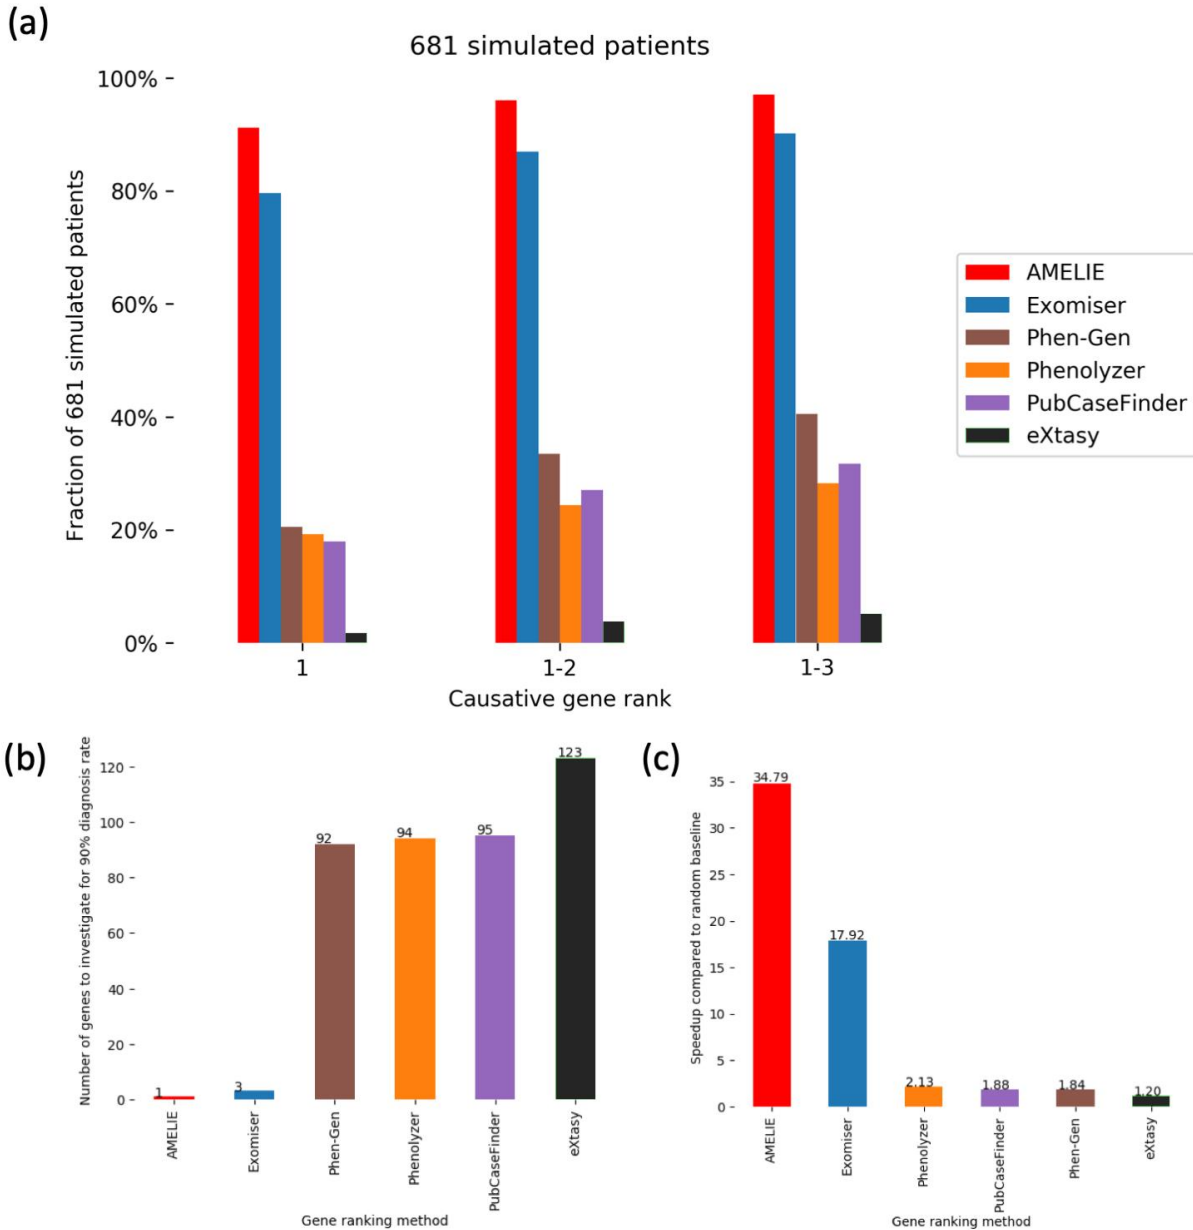 (a)
681 simulated patients
Fraction of 681 simulated patients
100%
80%
60%
40%
20%
0%
1
1-2
1-3
Causative gene rank
AMELIE
Exomiser
Phen-Gen
Phenolyzer
PubCaseFinder
eXtasy
(b)
Number of genes to investigate for 90% diagnosis rate
120
100
80
60
40
20
0
1
3
92
94
95
123
AMELIE
Exomiser
Phen-Gen
Phenolyzer
PubCaseFinder
eXtasy
Gene ranking method
(c)
Speedup compared to random baseline
35
30
25
20
15
10
5
0
34.79
17.92
2.13
1.88
1.84
1.20
AMELIE
Exomiser
Phenolyzer
PubCaseFinder
Phen-Gen
eXtasy
Gene ranking method